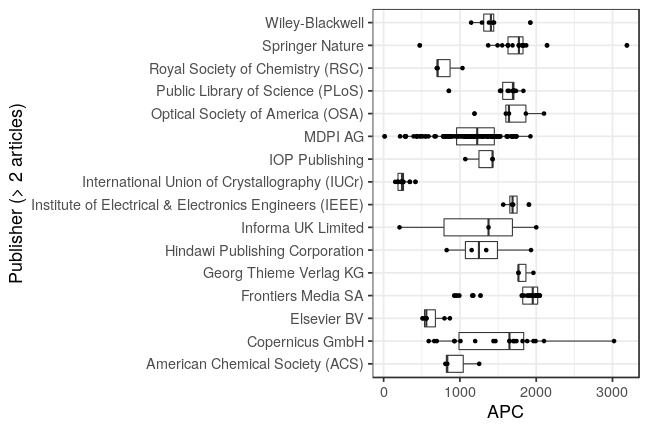 Publisher (> 2 articles)
Wiley-Blackwell
Springer Nature
Royal Society of Chemistry (RSC)
Public Library of Science (PLoS)
Optical Society of America (OSA)
MDPI AG
IOP Publishing
International Union of Crystallography (IUCr)
Institute of Electrical & Electronics Engineers (IEEE)
Informa UK Limited
Hindawi Publishing Corporation
Georg Thieme Verlag KG
Frontiers Media SA
Elsevier BV
Copernicus GmbH
American Chemical Society (ACS)
0 1000 2000 3000
APC